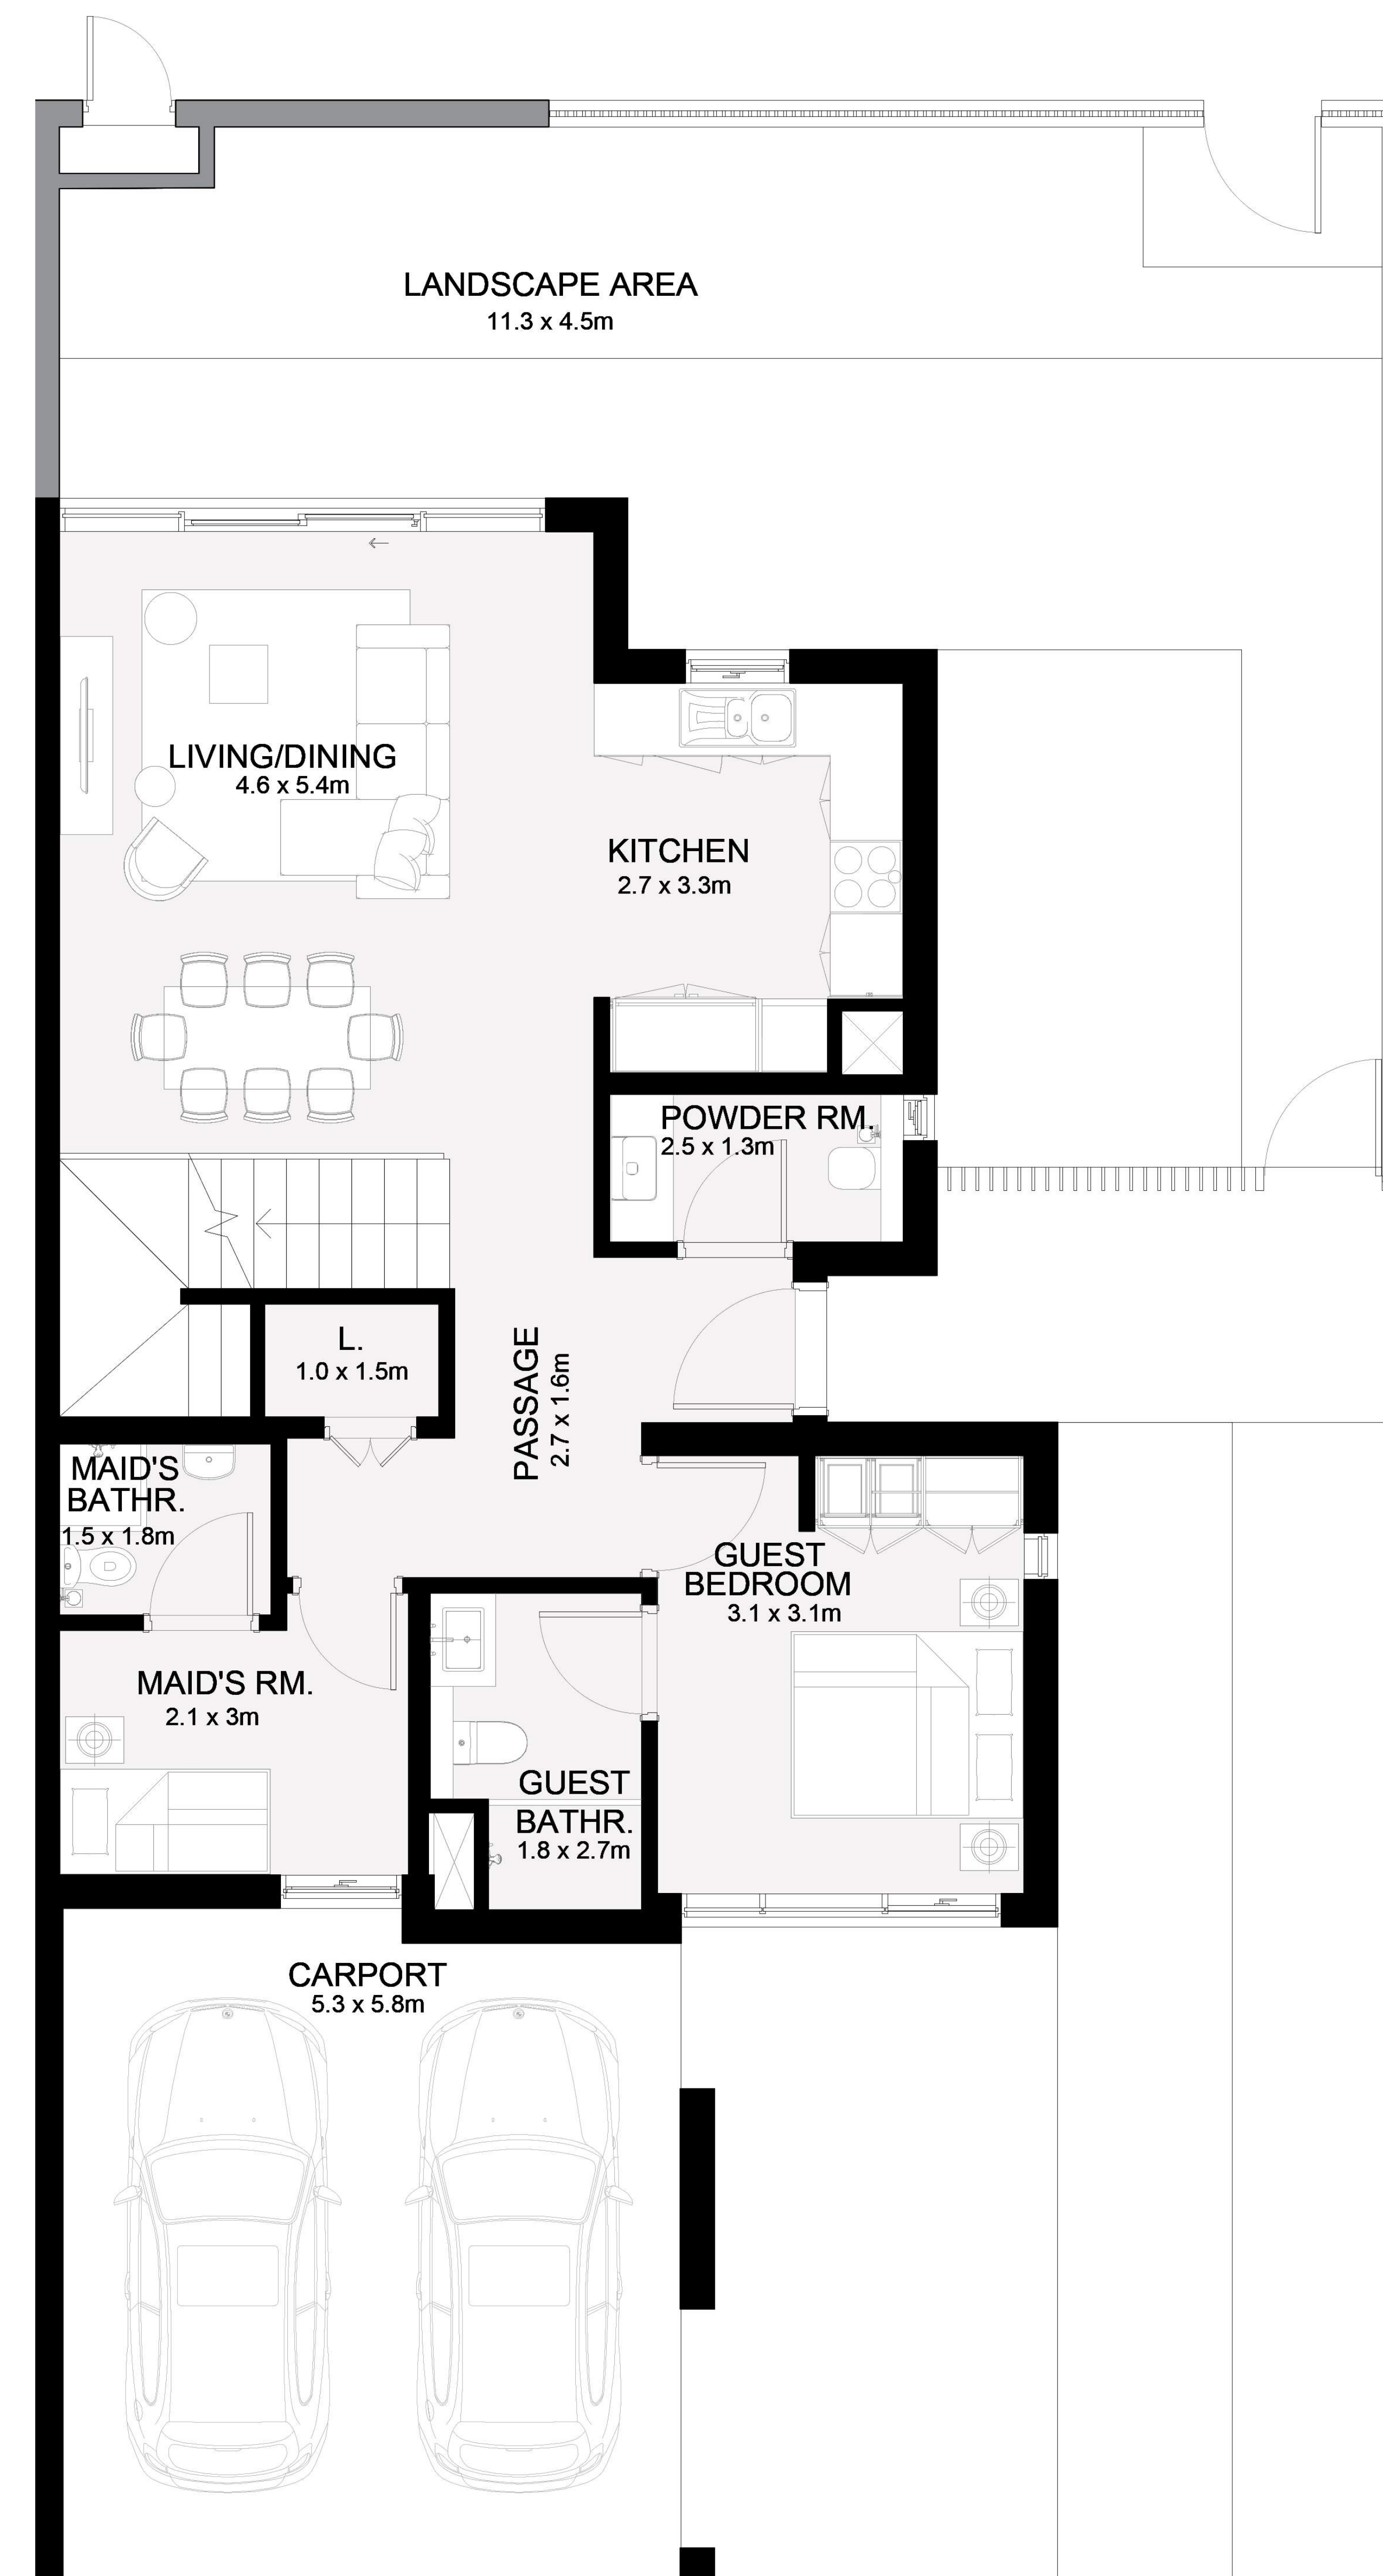 LANDSCAPE AREA
11.3 x 4.5m
LIVING/DINING
4.6 x 5.4m
KITCHEN
2.7 x 3.3m
POWDER RM.
2.5 x 1.3m
L.
1.0 x 1.5m
PASSAGE
2.7 x 1.6m
MAID'S
BATHR.
1.5 x 1.8m
GUEST
BEDROOM
3.1 x 3.1m
MAID'S RM.
2.1 x 3m
GUEST
BATHR.
1.8 x 2.7m
CARPORT
5.3 x 5.8m